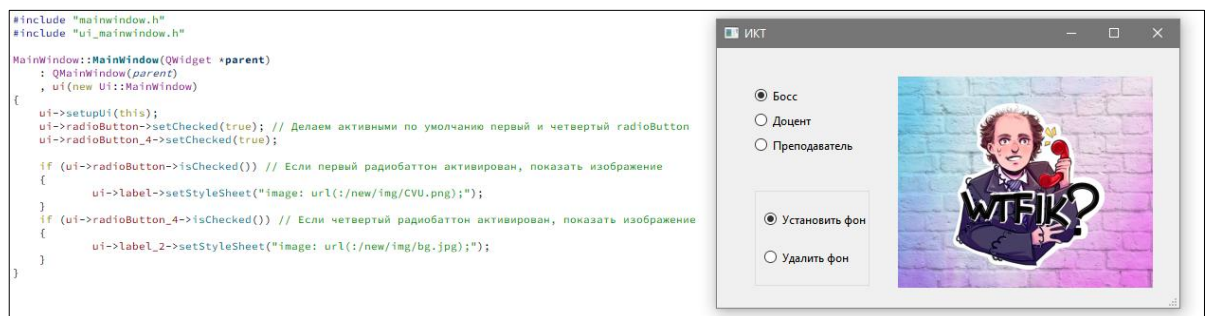 #include "mainwindow.h"
#include "ui_mainwindow.h"
MainWindow::MainWindow(QWidget *parent)
: QMainWindow(parent)
, ui(new Ui::MainWindow)
{
ui->setupUi(this);
ui->radioButton->setChecked(true); // Делаем активными по умолчанию первый и четвертый radioButton
ui->radioButton_4->setChecked(true);
if (ui->radioButton->isChecked()) // Если первый радиобаттон активирован, показать изображение
{
ui->label->setStyleSheet("image: url(:/new/img/CVU.png);");
}
if (ui->radioButton_4->isChecked()) // Если четвертый радиобаттон активирован, показать изображение
{
ui->label_2->setStyleSheet("image: url(:/new/img/bg.jpg);");
}
}
ИКТ
Босс
Доцент
Преподаватель
Установить фон
Удалить фон
WTFIK?